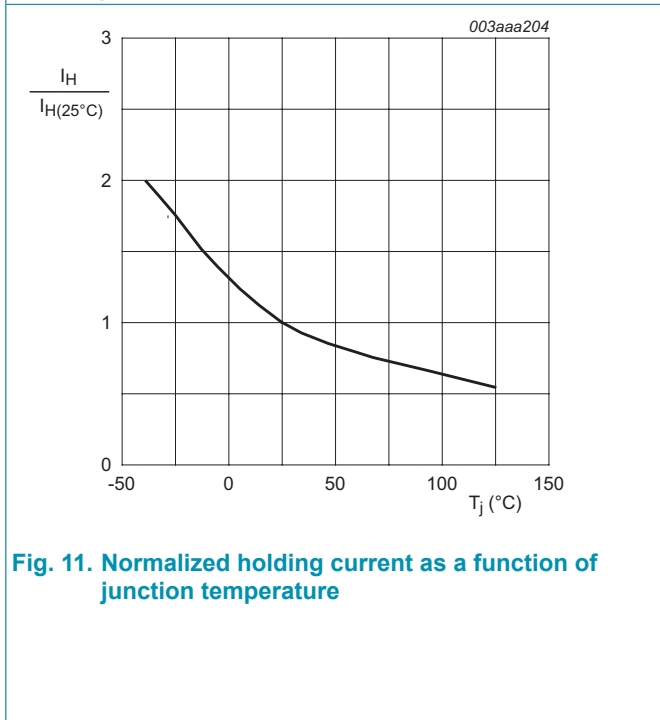 003aaa204
3
I_H
I_H(25°C)
2
1
0
-50 0 50 100 150
T_j (°C)
Fig. 11. Normalized holding current as a function of
junction temperature